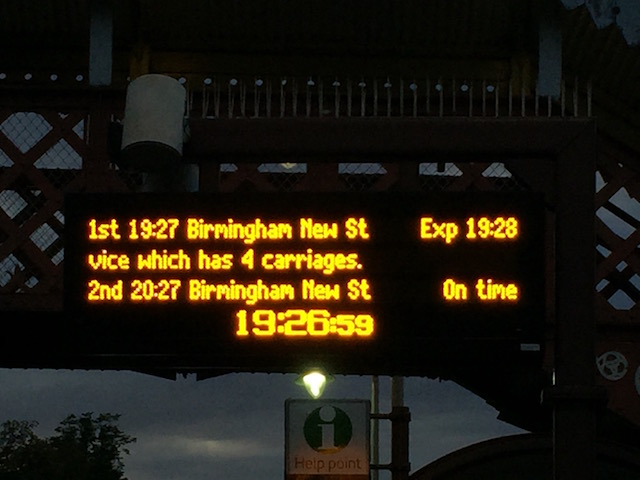 1st 19:27 Birmingham New St Exp 19:28
vice which has 4 carriages.
2nd 20:27 Birmingham New St On time
19:26:59
i
Help point